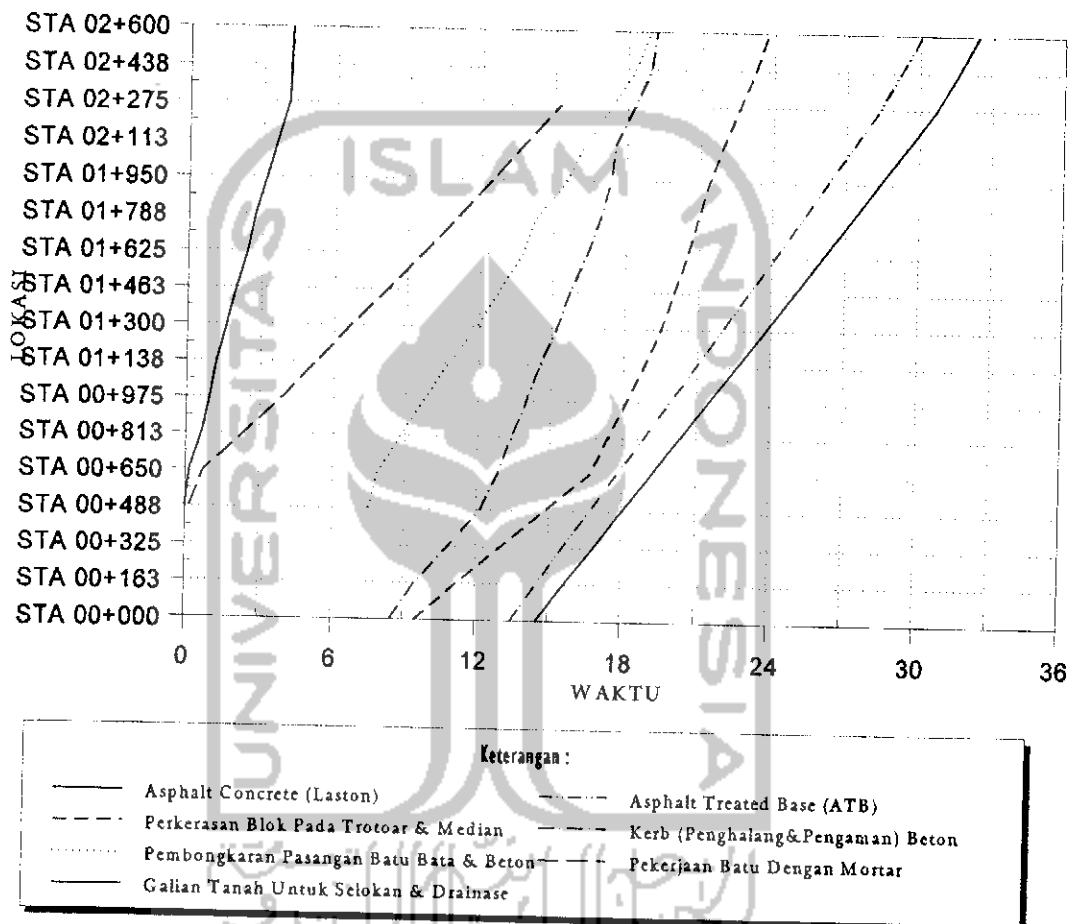 STA 02+600
STA 02+438
STA 02+275
STA 02+113
STA 01+950
STA 01+788
STA 01+625
STA 01+463
STA 01+300
STA 01+138
STA 00+975
STA 00+813
STA 00+650
STA 00+488
STA 00+325
STA 00+163
STA 00+000
LOKASI
0 6 12 18 24 30 36
WAKTU
UNIVERSITAS
ISLAM
INDONESIA
Keterangan :
Asphalt Concrete (Laston)
Asphalt Treated Base (ATB)
Perkerasan Blok Pada Trotoar & Median
Kerb (Penghalang&Pengaman) Beton
Pembongkaran Pasangan Batu Bata & Beton
Pekerjaan Batu Dengan Mortar
Galian Tanah Untuk Selokan & Drainase